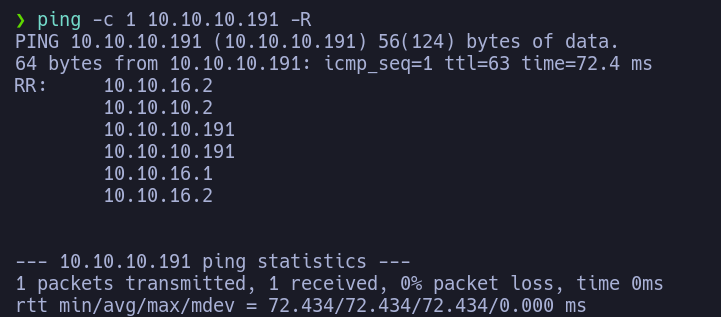 ❯ ping -c 1 10.10.10.191 -R
PING 10.10.10.191 (10.10.10.191) 56(124) bytes of data.
64 bytes from 10.10.10.191: icmp_seq=1 ttl=63 time=72.4 ms
RR:     10.10.16.2
        10.10.10.2
        10.10.10.191
        10.10.10.191
        10.10.16.1
        10.10.16.2
--- 10.10.10.191 ping statistics ---
1 packets transmitted, 1 received, 0% packet loss, time 0ms
rtt min/avg/max/mdev = 72.434/72.434/72.434/0.000 ms